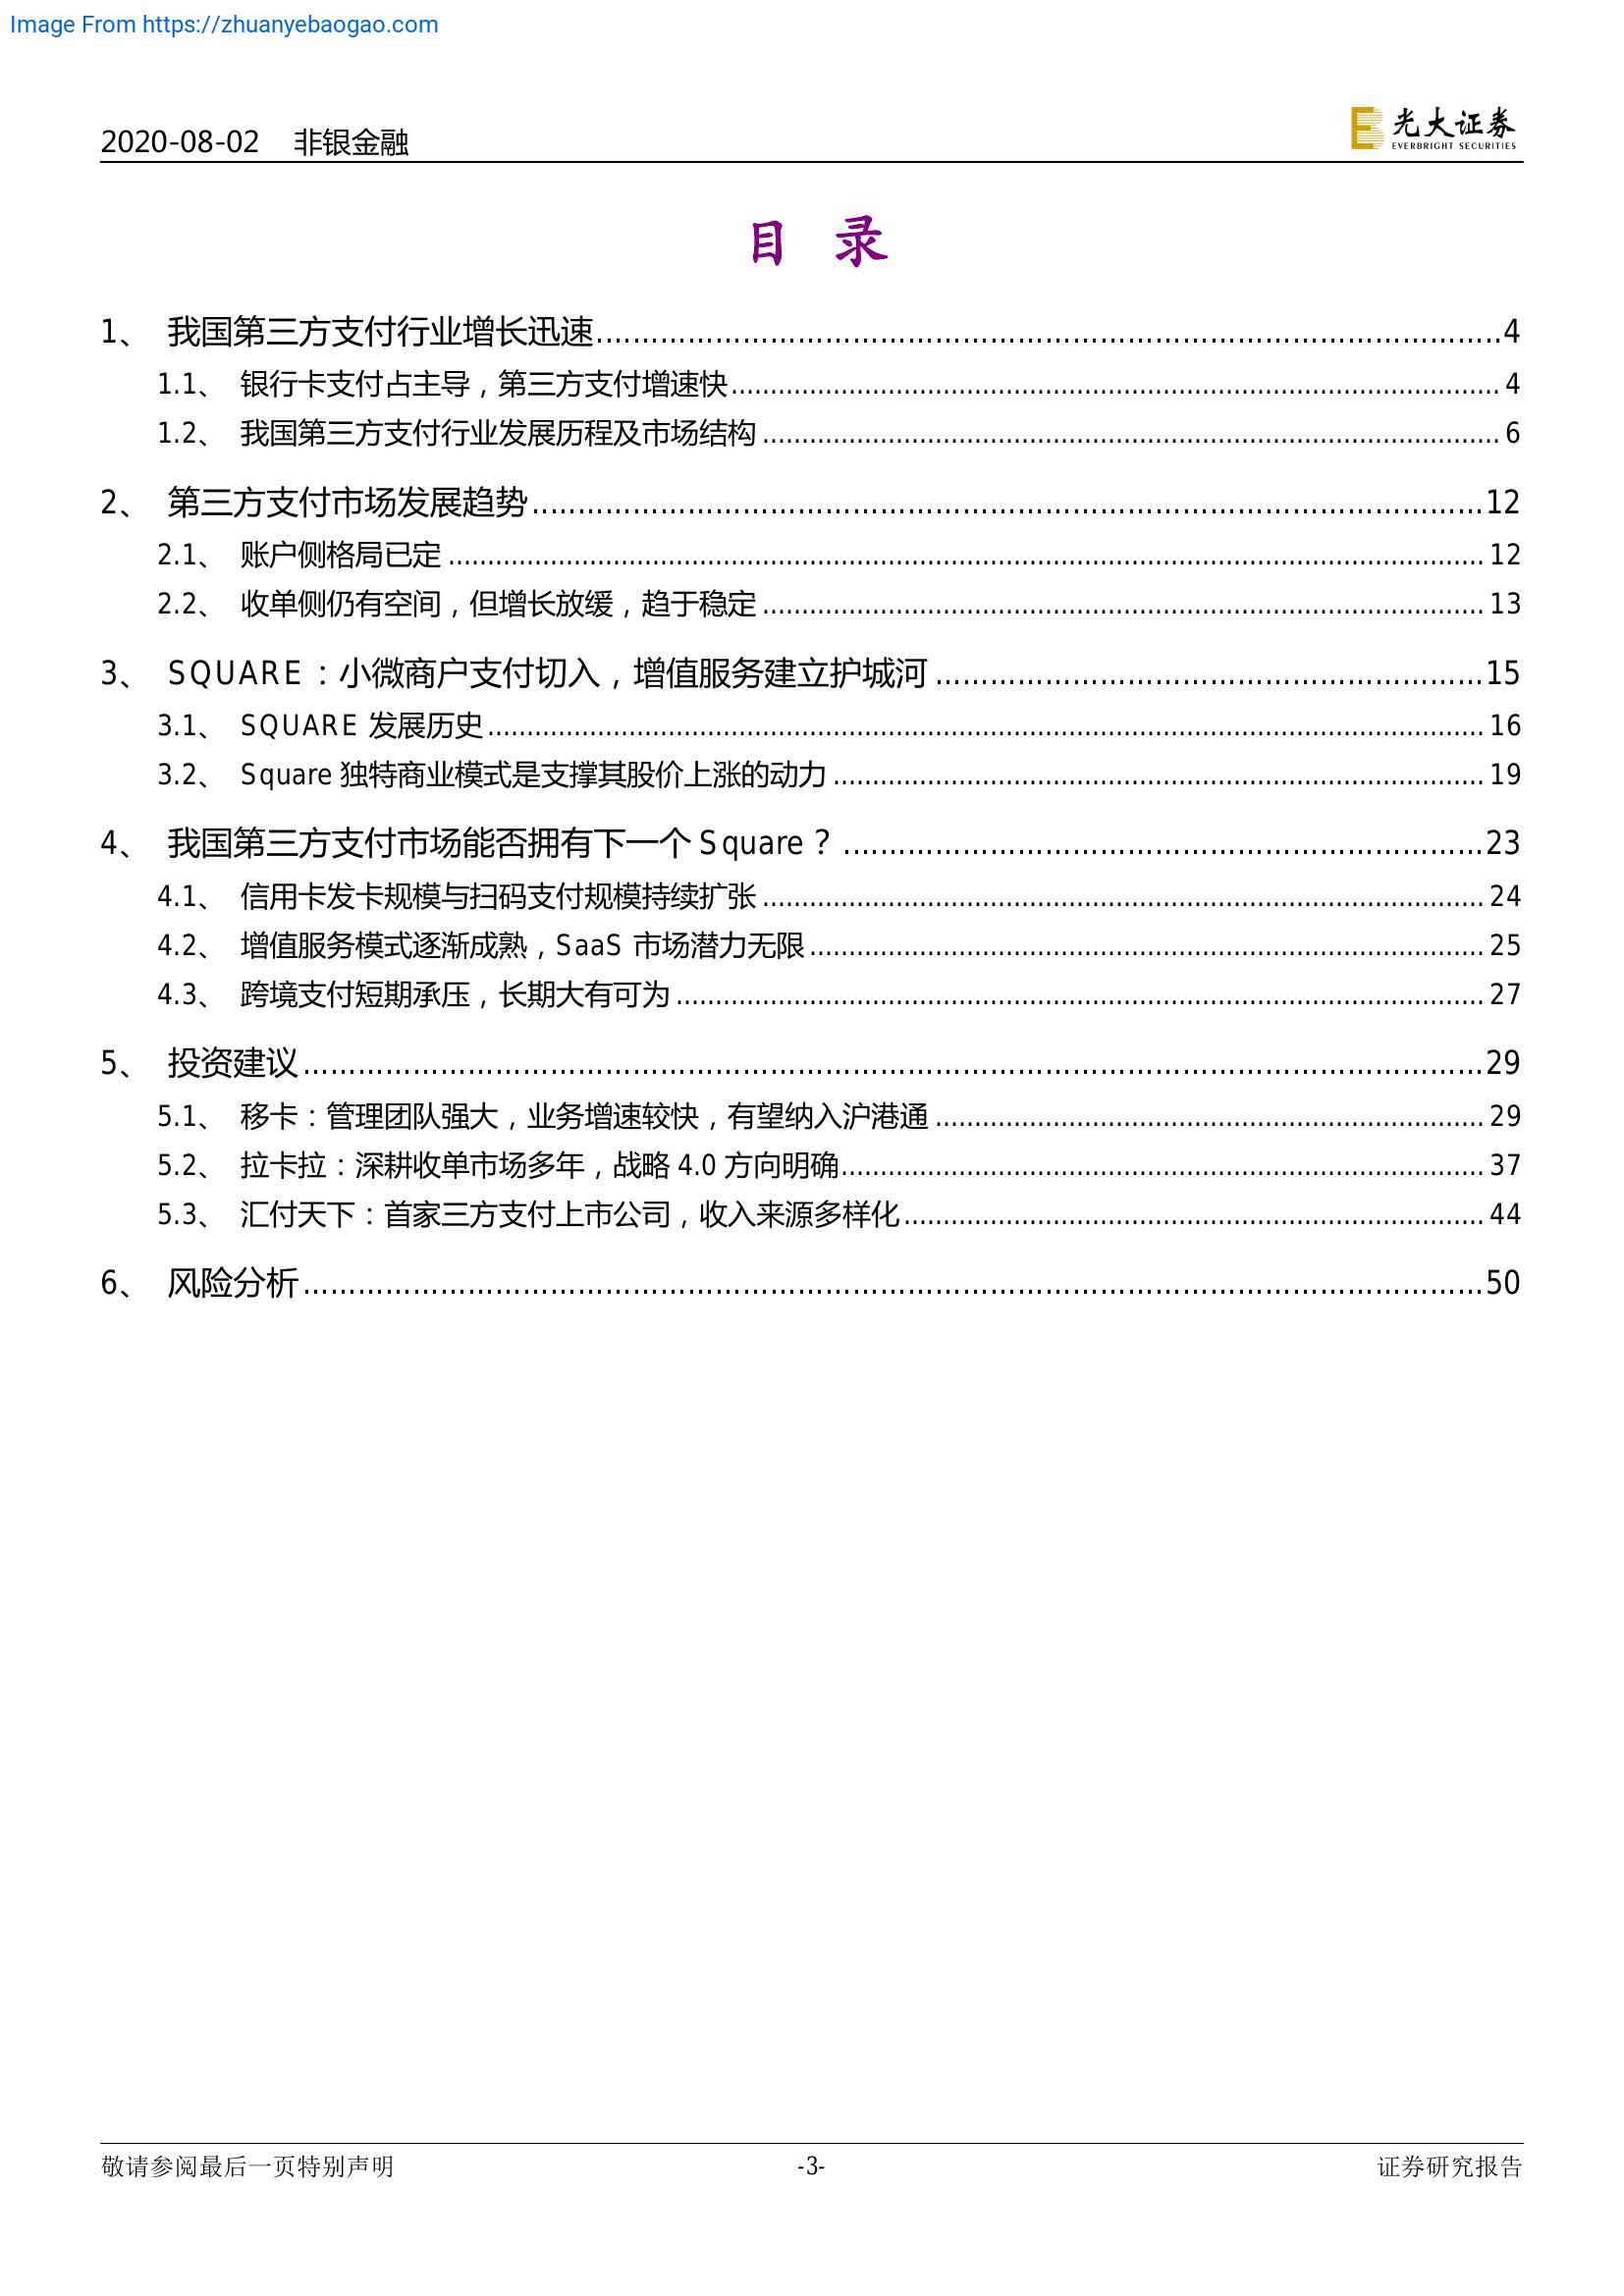 Image From https://zhuanyebaogao.com
2020-08-02 非银金融
光大证券
EVERBRIGHT SECURITIES
目 录
1、 我国第三方支付行业增长迅速 4
1.1、 银行卡支付占主导，第三方支付增速快 4
1.2、 我国第三方支付行业发展历程及市场结构 6
2、 第三方支付市场发展趋势 12
2.1、 账户侧格局已定 12
2.2、 收单侧仍有空间，但增长放缓，趋于稳定 13
3、 SQUARE：小微商户支付切入，增值服务建立护城河 15
3.1、 SQUARE 发展历史 16
3.2、 Square 独特商业模式是支撑其股价上涨的动力 19
4、 我国第三方支付市场能否拥有下一个 Square？ 23
4.1、 信用卡发卡规模与扫码支付规模持续扩张 24
4.2、 增值服务模式逐渐成熟，SaaS 市场潜力无限 25
4.3、 跨境支付短期承压，长期大有可为 27
5、 投资建议 29
5.1、 移卡：管理团队强大，业务增速较快，有望纳入沪港通 29
5.2、 拉卡拉：深耕收单市场多年，战略 4.0 方向明确 37
5.3、 汇付天下：首家三方支付上市公司，收入来源多样化 44
6、 风险分析 50
敬请参阅最后一页特别声明 -3- 证券研究报告